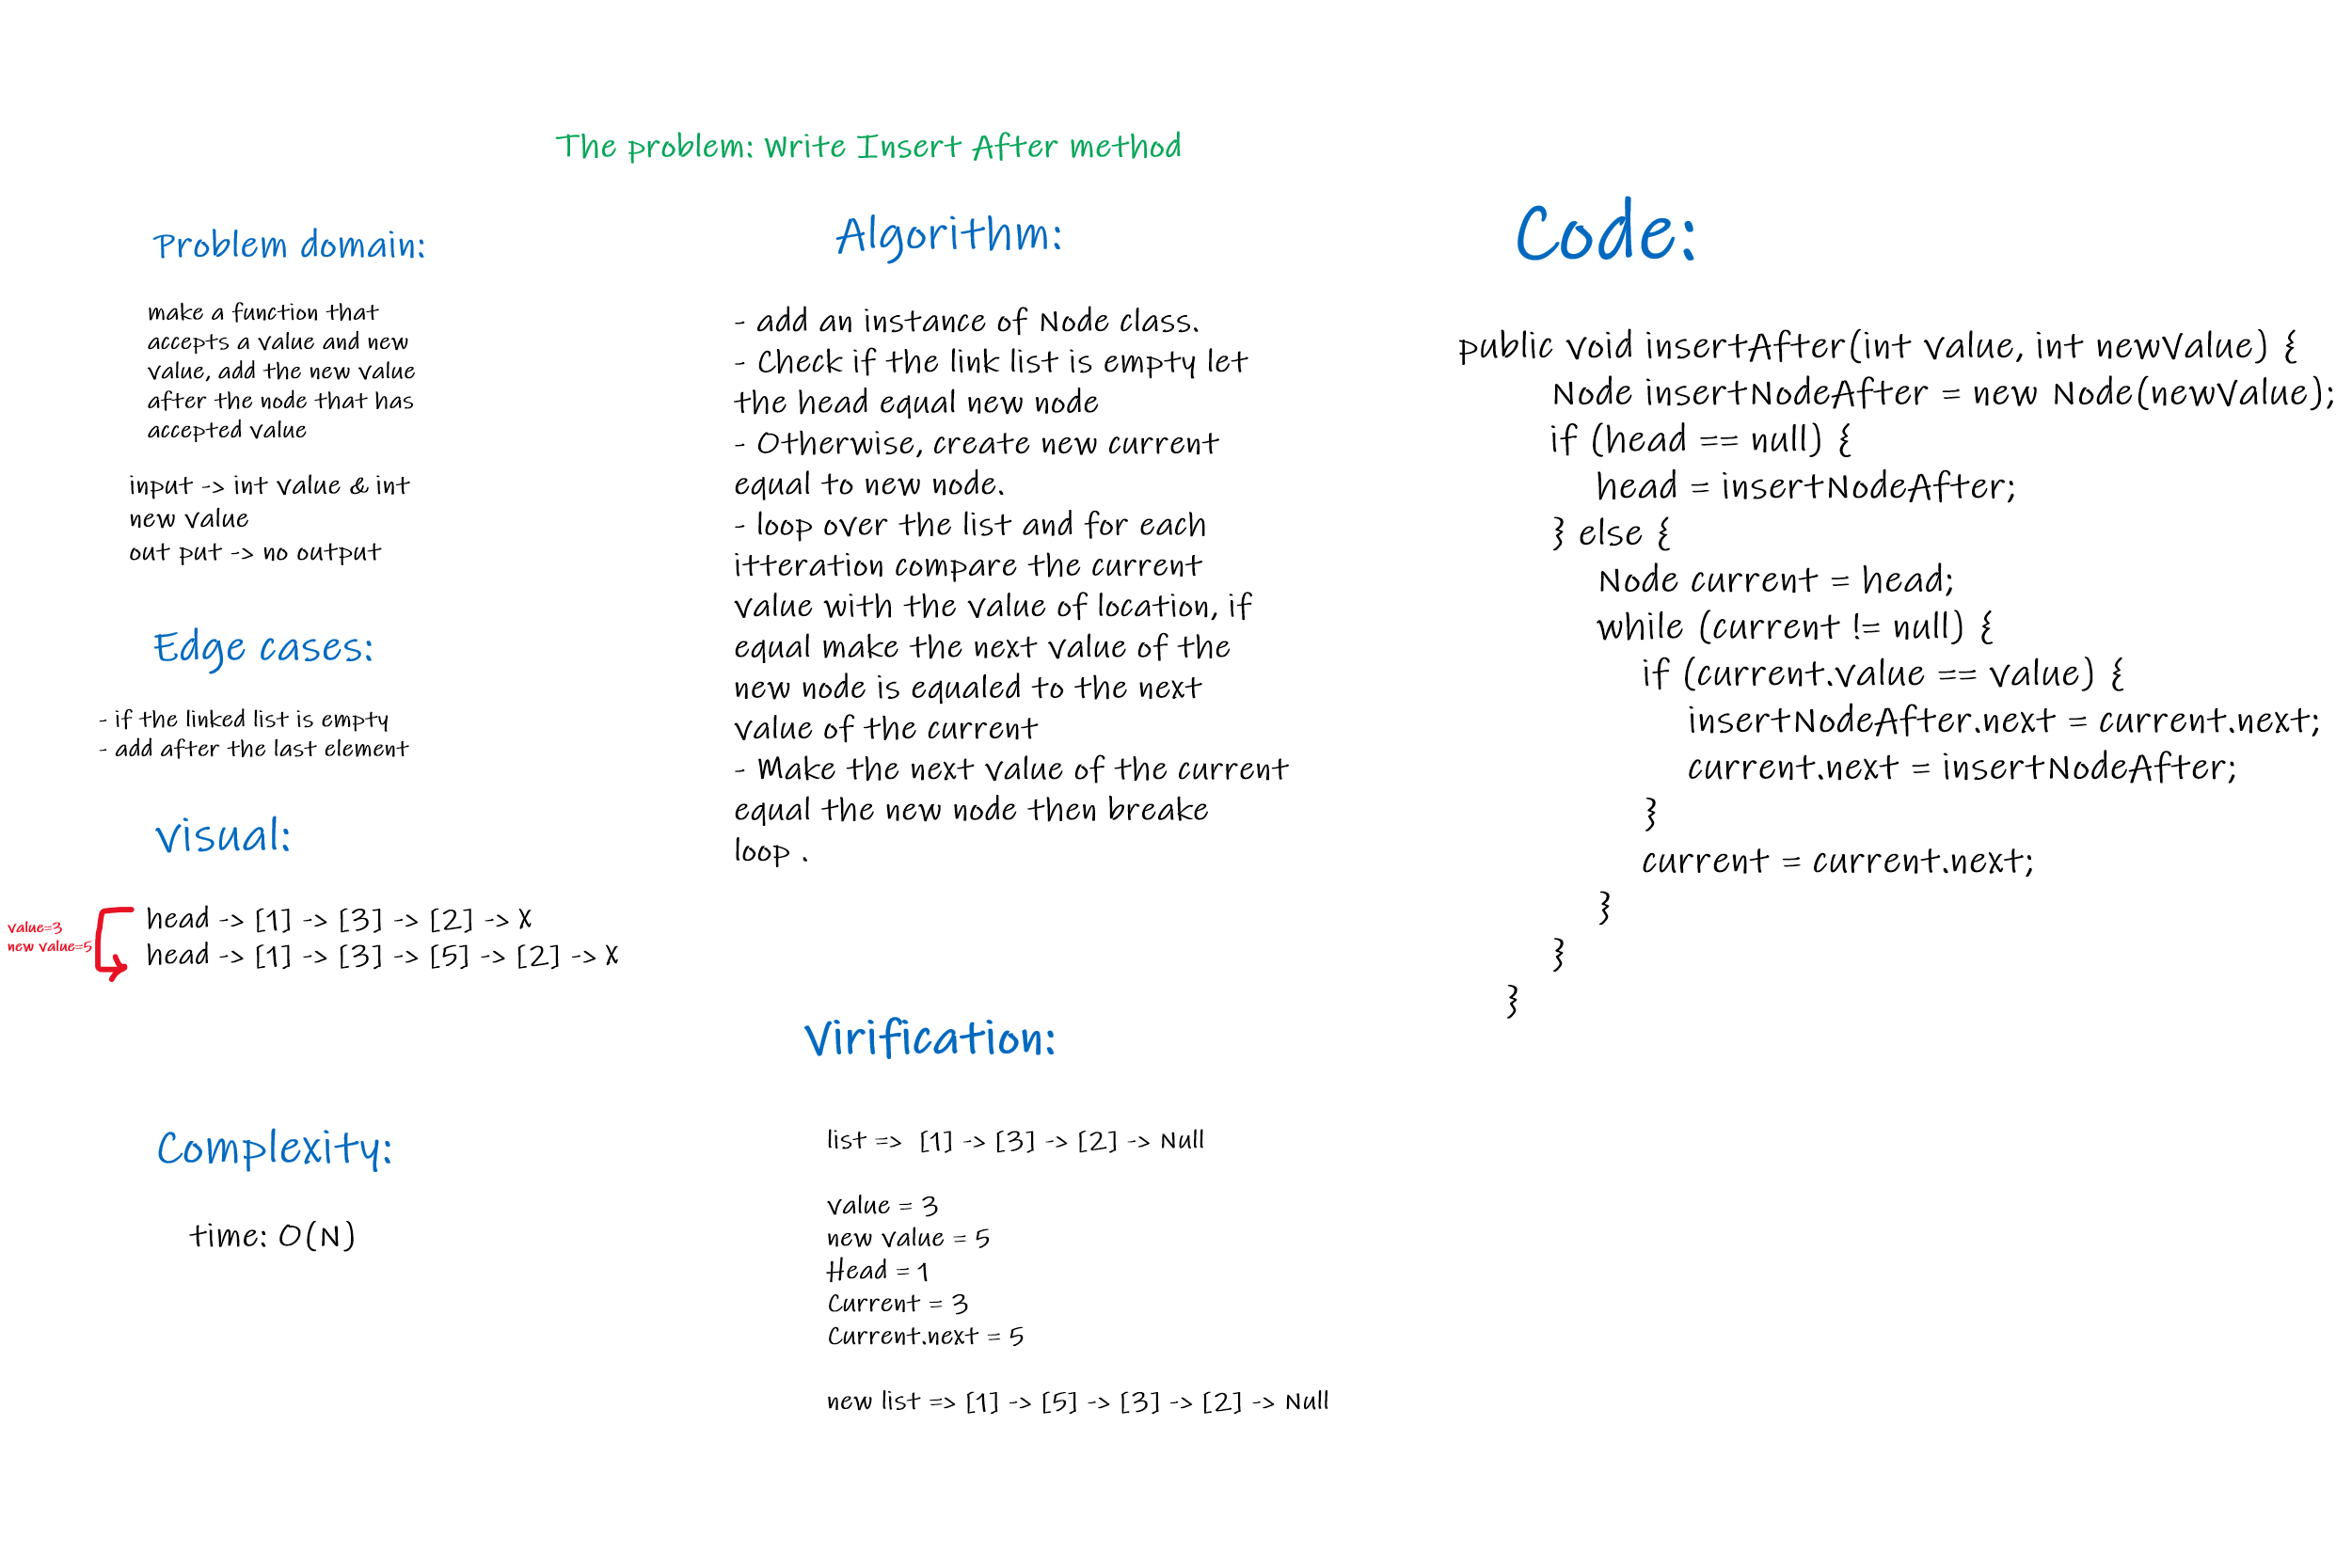 The problem: Write Insert After method
Problem domain:
make a function that
accepts a value and new
value, add the new value
after the node that has
accepted value
input -> int value & int
new value
out put -> no output
Edge cases:
- if the linked list is empty
- add after the last element
visual:
value=3
new value=5
head -> [1] -> [3] -> [2] -> X
head -> [1] -> [3] -> [5] -> [2] -> X
Complexity:
time: O(N)
Algorithm:
- add an instance of Node class.
- Check if the link list is empty let
the head equal new node
- Otherwise, create new current
equal to new node.
- loop over the list and for each
itteration compare the current
value with the value of location, if
equal make the next value of the
new node is equaled to the next
value of the current
- Make the next value of the current
equal the new node then breake
loop .
Virification:
list => [1] -> [3] -> [2] -> Null
value = 3
new value = 5
Head = 1
Current = 3
Current.next = 5
new list => [1] -> [5] -> [3] -> [2] -> Null
Code:
public void insertAfter(int value, int newValue) {
Node insertNodeAfter = new Node(newValue);
if (head == null) {
head = insertNodeAfter;
} else {
Node current = head;
while (current != null) {
if (current.value == value) {
insertNodeAfter.next = current.next;
current.next = insertNodeAfter;
}
current = current.next;
}
}
}